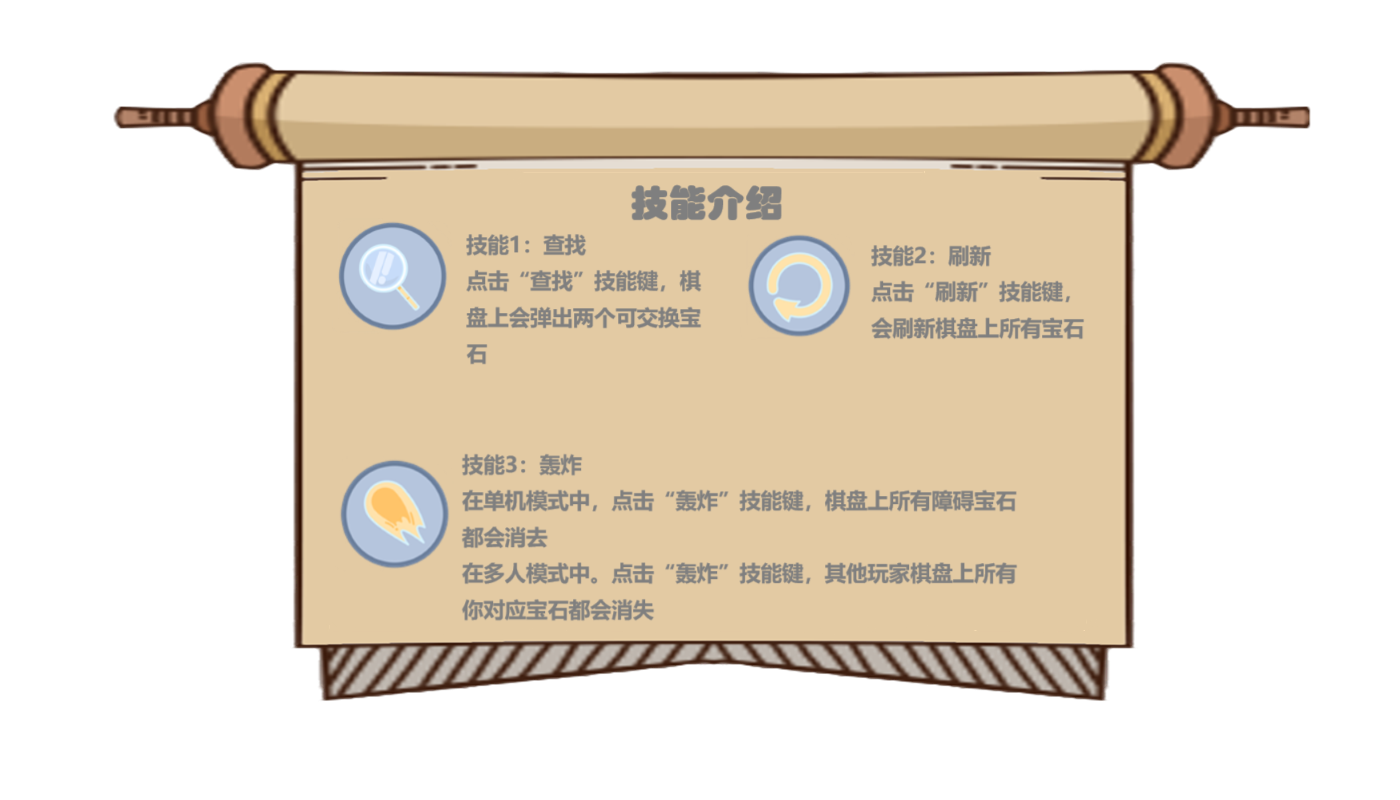 技能介绍
技能1：查找
点击“查找”技能键，棋
盘上会弹出两个可交换宝
石
技能2：刷新
点击“刷新”技能键，
会刷新棋盘上所有宝石
技能3：轰炸
在单机模式中，点击“轰炸”技能键，棋盘上所有障碍宝石
都会消去
在多人模式中。点击“轰炸”技能键，其他玩家棋盘上所有
你对应宝石都会消失